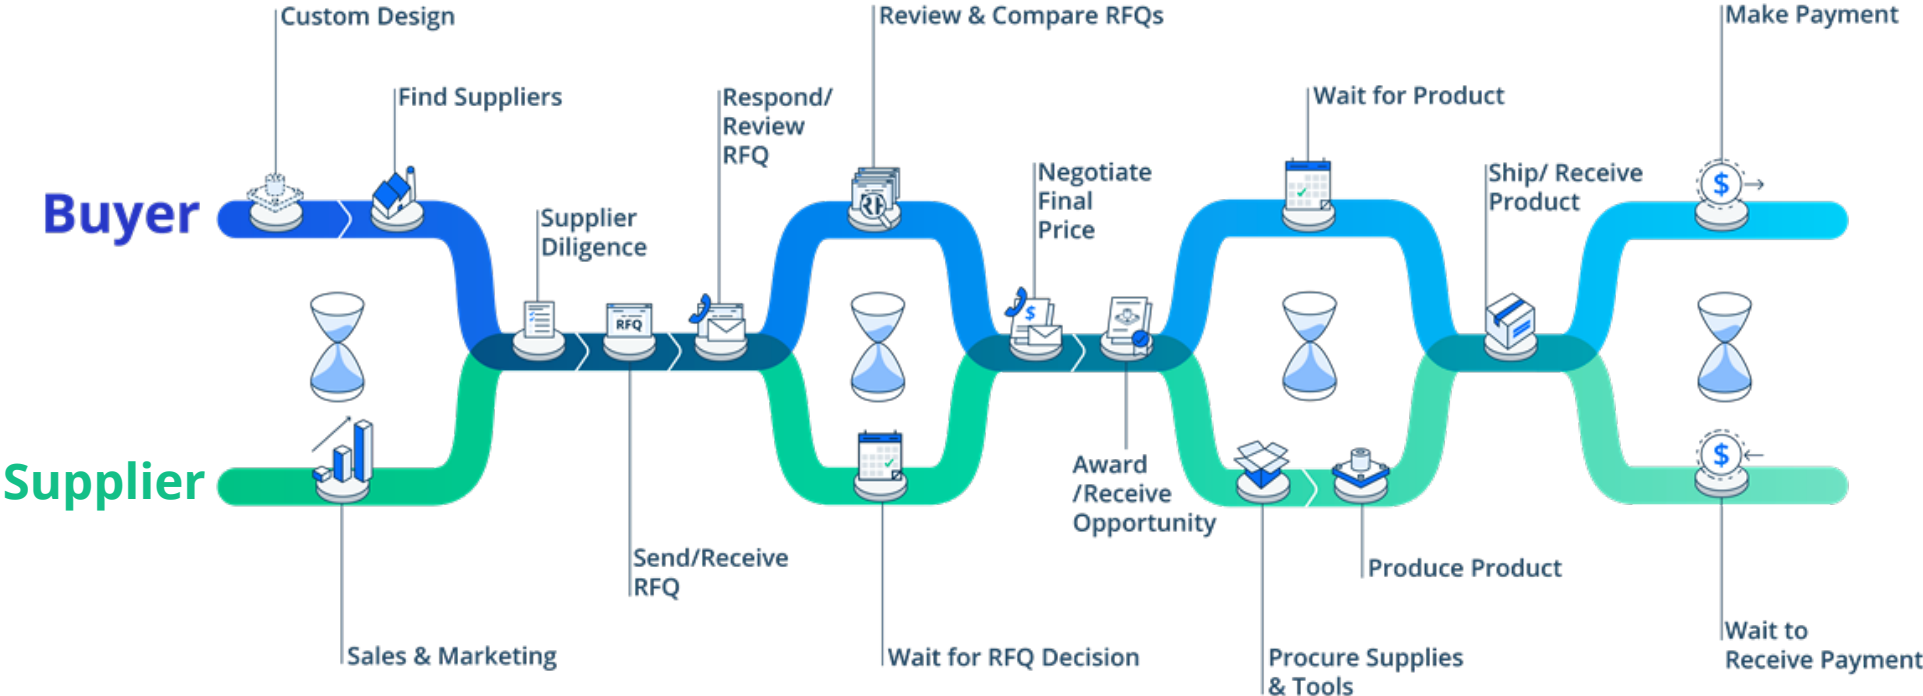 Custom Design
Find Suppliers
Respond/
Review
RFQ
Review & Compare RFQs
Wait for Product
Make Payment
Buyer
Supplier
Diligence
RFQ
RF
Negotiate
Final
Price
$
Ship/ Receive
Product
$
Supplier
Send/Receive
RFQ
Sales & Marketing
Wait for RFQ Decision
Award
/Receive
Opportunity
Procure Supplies
& Tools
Produce Product
$
Wait to
Receive Payment